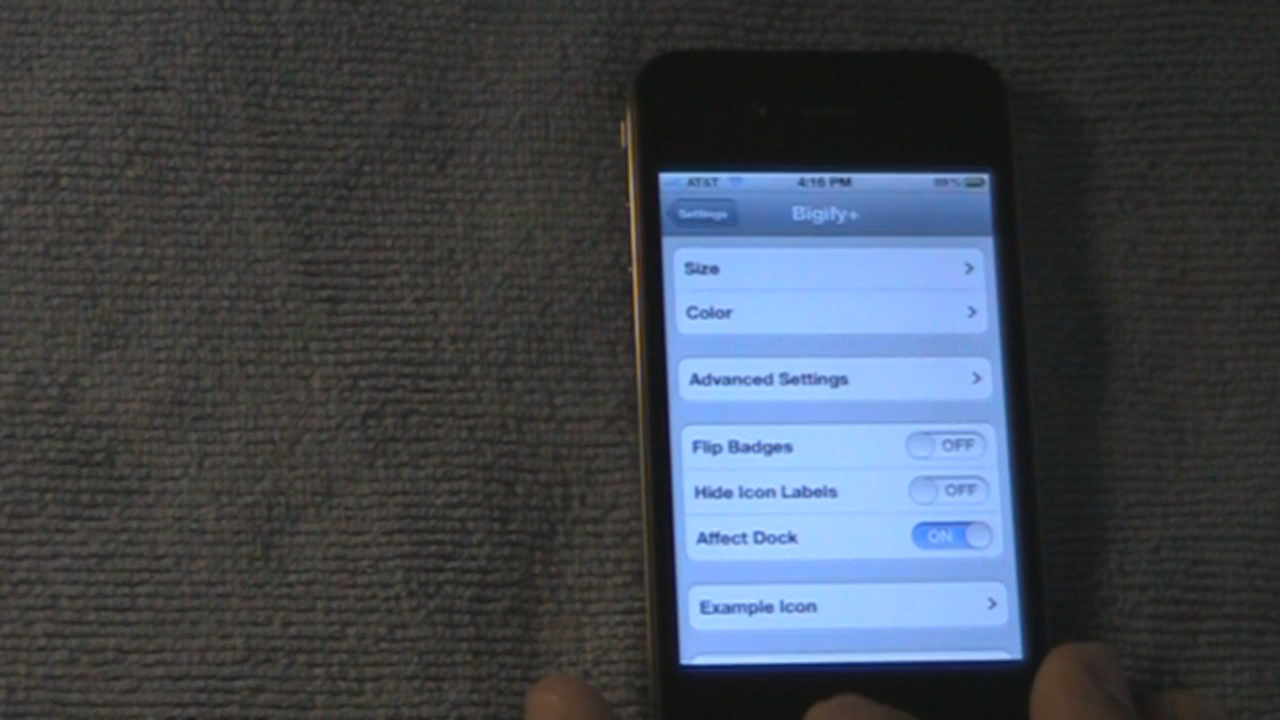 AT&T 4:16 PM
Settings Bigify+
Size
Color
Advanced Settings
Flip Badges OFF
Hide Icon Labels OFF
Affect Dock ON
Example Icon